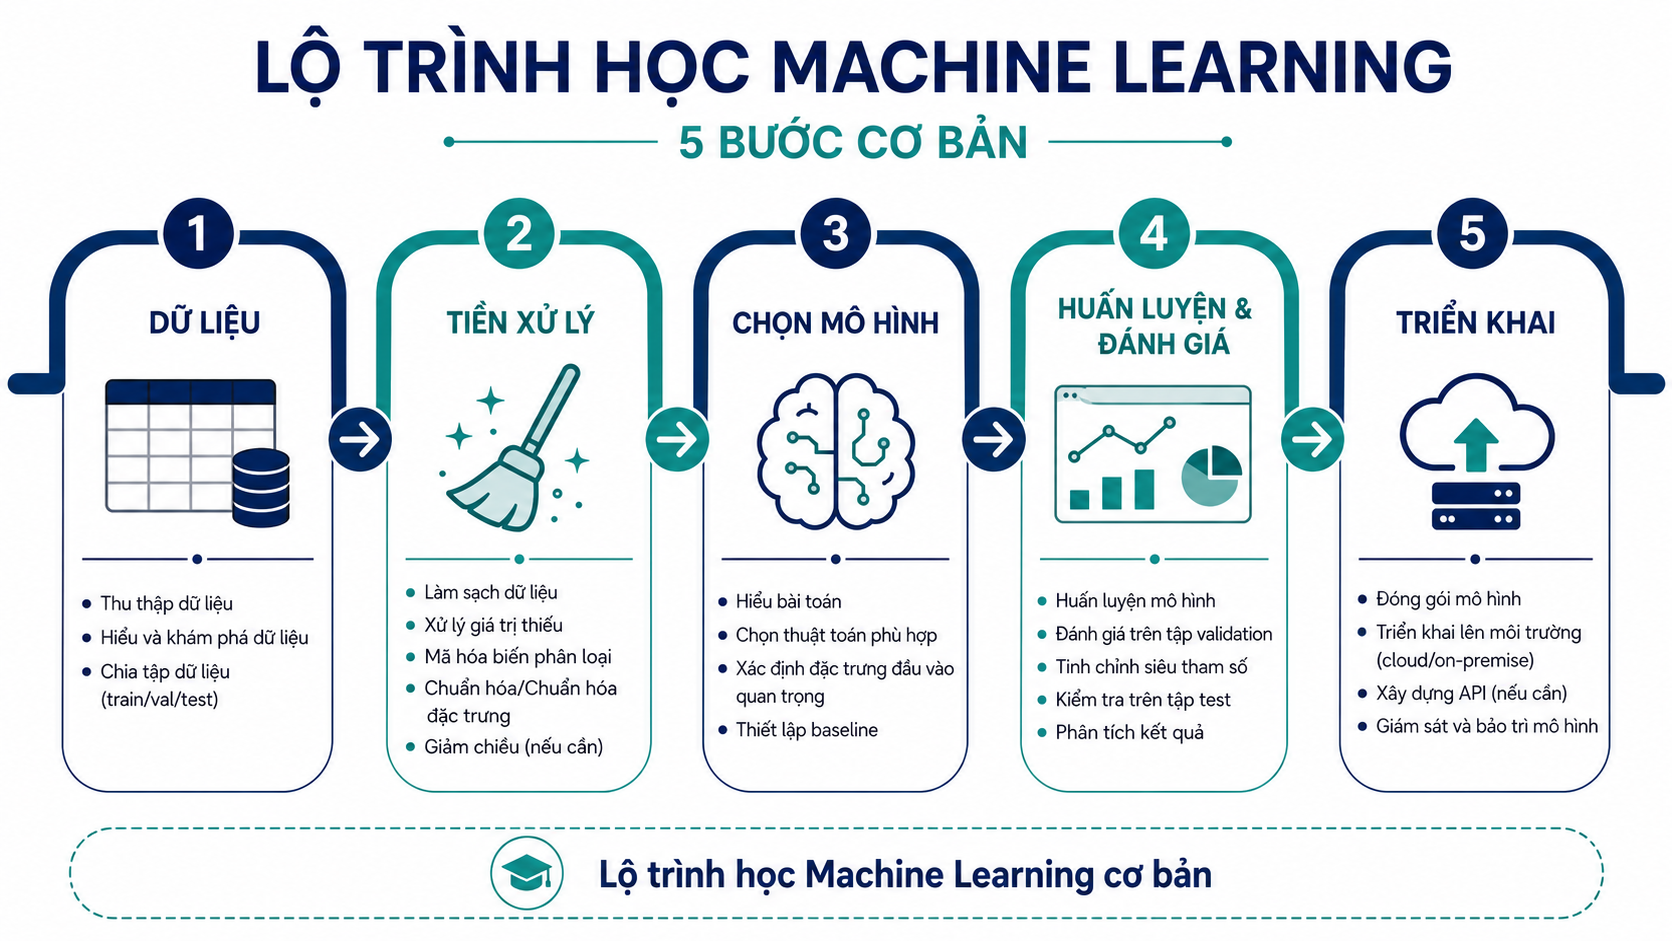 LỘ TRÌNH HỌC MACHINE LEARNING
5 BƯỚC CƠ BẢN
1
DỮ LIỆU
Thu thập dữ liệu
Hiểu và khám phá dữ liệu
Chia tập dữ liệu
(train/val/test)
2
TIỀN XỬ LÝ
Làm sạch dữ liệu
Xử lý giá trị thiếu
Mã hóa biến phân loại
Chuẩn hóa/Chuẩn hóa
đặc trưng
Giảm chiều (nếu cần)
3
CHỌN MÔ HÌNH
Hiểu bài toán
Chọn thuật toán phù hợp
Xác định đặc trưng đầu vào
quan trọng
Thiết lập baseline
4
HUẤN LUYỆN &
ĐÁNH GIÁ
Huấn luyện mô hình
Đánh giá trên tập validation
Tinh chỉnh siêu tham số
Kiểm tra trên tập test
Phân tích kết quả
5
TRIỂN KHAI
Đóng gói mô hình
Triển khai lên môi trường
(cloud/on-premise)
Xây dựng API (nếu cần)
Giám sát và bảo trì mô hình
Lộ trình học Machine Learning cơ bản